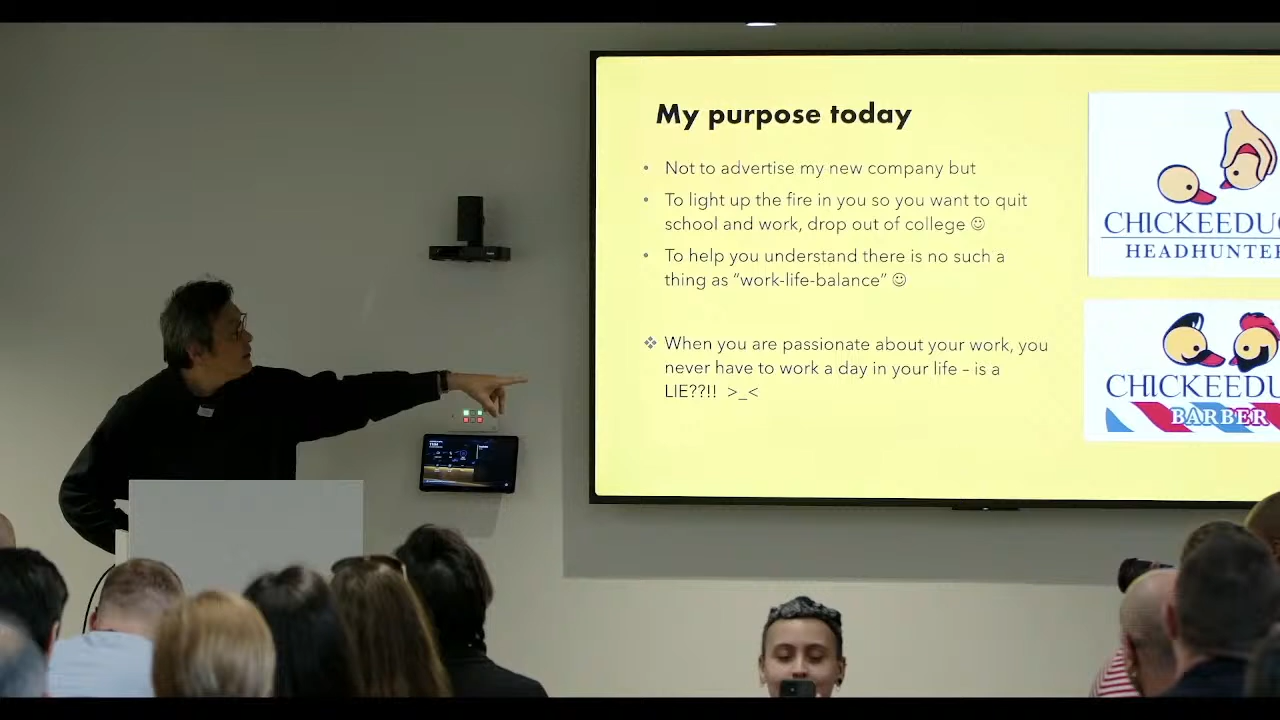 My purpose today
• Not to advertise my new company but
• To light up the fire in you so you want to quit
school and work, drop out of college ☺
• To help you understand there is no such a
thing as “work-life-balance” ☺
❖ When you are passionate about your work, you
never have to work a day in your life – is a
LIE??!! >_<
CHICKEEDU
HEADHUNTE
CHICKEEDU
BARBER